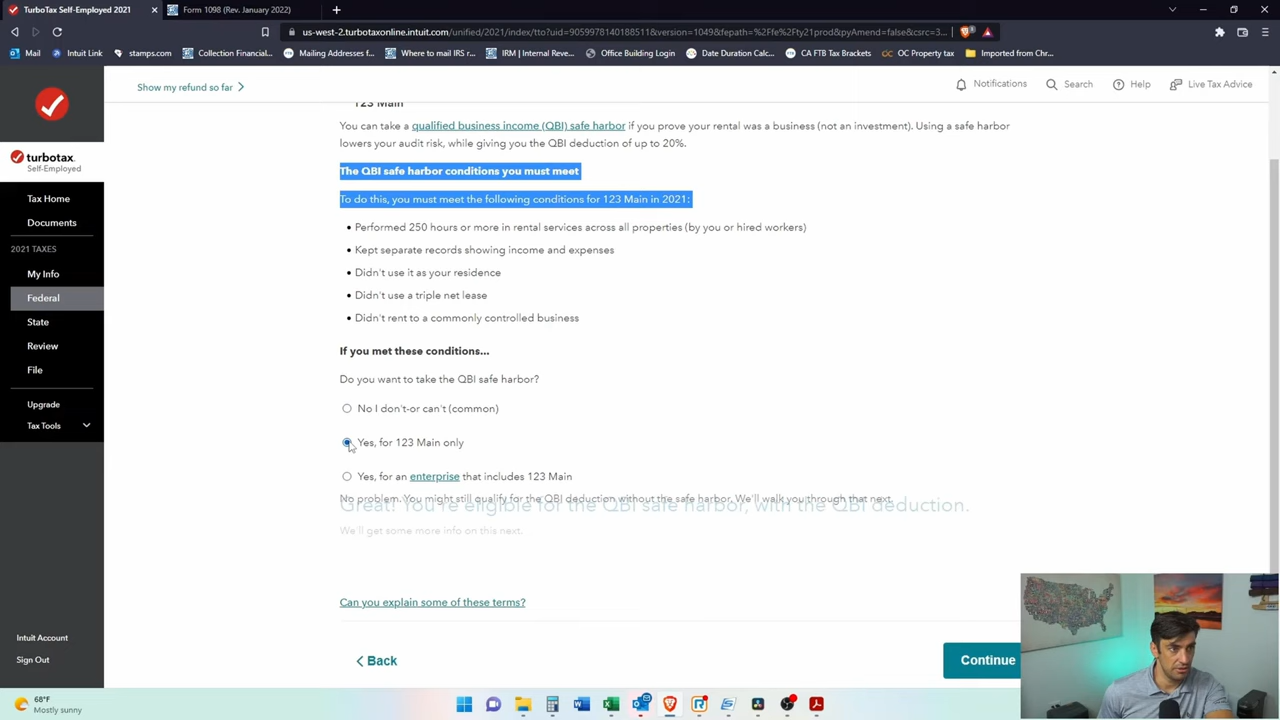 TurboTax Self-Employed 2021
Form 1098 (Rev. January 2022)
us-west-2.turbotaxonline.intuit.com/unified/2021/index/tto?uid=9059978140188511&version=1049&fepath=%2Ffe%2Fty21prod&pyAmend=false&csrc=3...
Mail
Intuit Link
stamps.com
Collection Financial...
Mailing Addresses f...
Where to mail IRS r...
IRM | Internal Reve...
Office Building Login
Date Duration Calc...
CA FTB Tax Brackets
OC Property tax
Imported from Chr...
Show my refund so far
Notifications
Search
Help
Live Tax Advice
turbotax
Self-Employed
Tax Home
Documents
2021 TAXES
My Info
Federal
State
Review
File
Upgrade
Tax Tools
Intuit Account
Sign Out
123 Main
You can take a qualified business income (QBI) safe harbor if you prove your rental was a business (not an investment). Using a safe harbor
lowers your audit risk, while giving you the QBI deduction of up to 20%.
The QBI safe harbor conditions you must meet
To do this, you must meet the following conditions for 123 Main in 2021:
• Performed 250 hours or more in rental services across all properties (by you or hired workers)
• Kept separate records showing income and expenses
• Didn't use it as your residence
• Didn't use a triple net lease
• Didn't rent to a commonly controlled business
If you met these conditions...
Do you want to take the QBI safe harbor?
No I don't-or can't (common)
Yes, for 123 Main only
Yes, for an enterprise that includes 123 Main
No problem. You might still qualify for the QBI deduction without the safe harbor. We'll walk you through that next.
Great! You're eligible for the QBI safe harbor, with the QBI deduction.
We'll get some more info on this next.
Can you explain some of these terms?
Back
Continue
68°F
Mostly sunny